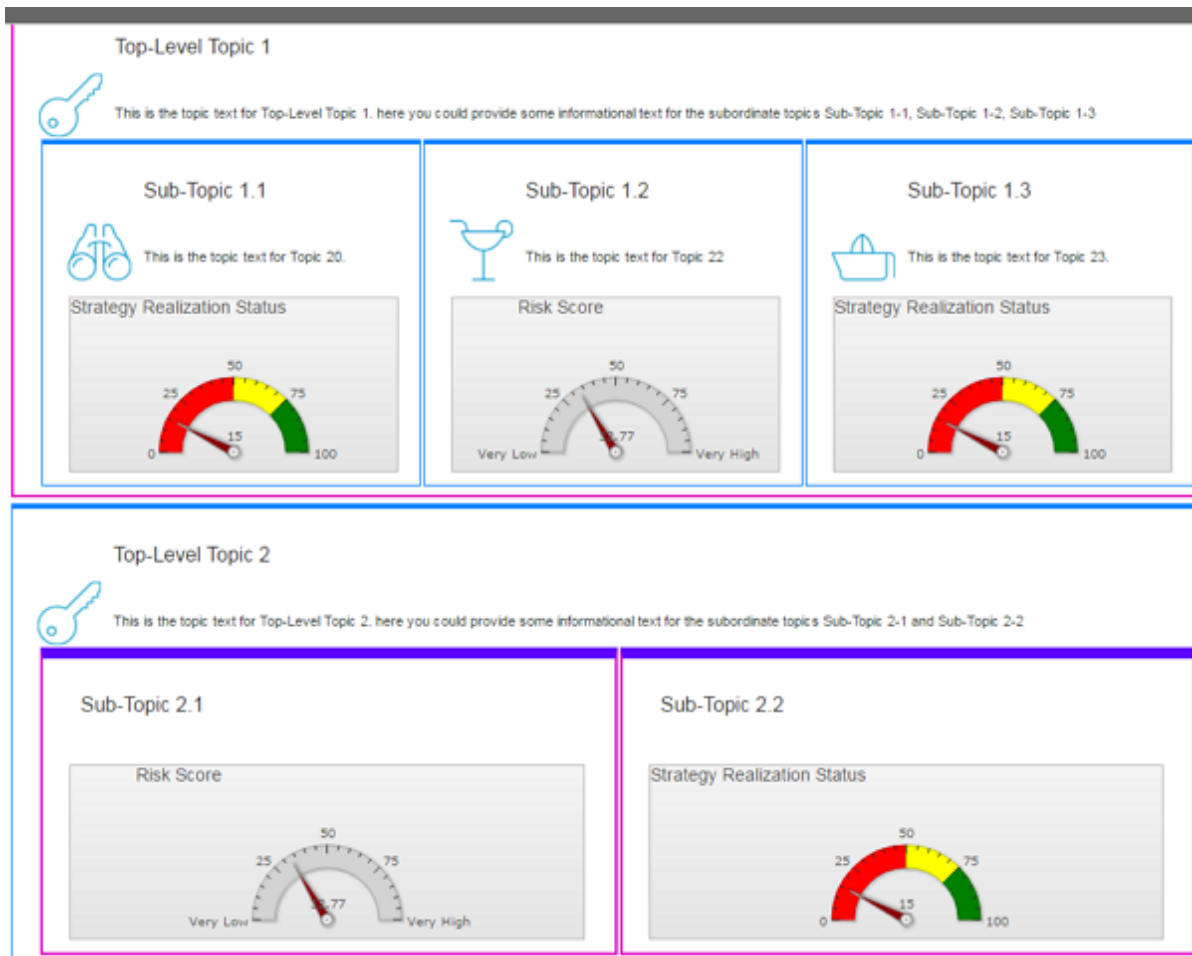 Top-Level Topic 1
This is the topic text for Top-Level Topic 1. here you could provide some informational text for the subordinate topics Sub-Topic 1-1, Sub-Topic 1-2, Sub-Topic 1-3
Sub-Topic 1.1
This is the topic text for Topic 20.
Strategy Realization Status
0
25
50
75
100
15
Sub-Topic 1.2
This is the topic text for Topic 22
Risk Score
Very Low
25
50
75
Very High
Sub-Topic 1.3
This is the topic text for Topic 23.
Strategy Realization Status
0
25
50
75
100
15
Top-Level Topic 2
This is the topic text for Top-Level Topic 2. here you could provide some informational text for the subordinate topics Sub-Topic 2-1 and Sub-Topic 2-2
Sub-Topic 2.1
Risk Score
Very Low
25
50
75
Very High
Sub-Topic 2.2
Strategy Realization Status
0
25
50
75
100
15